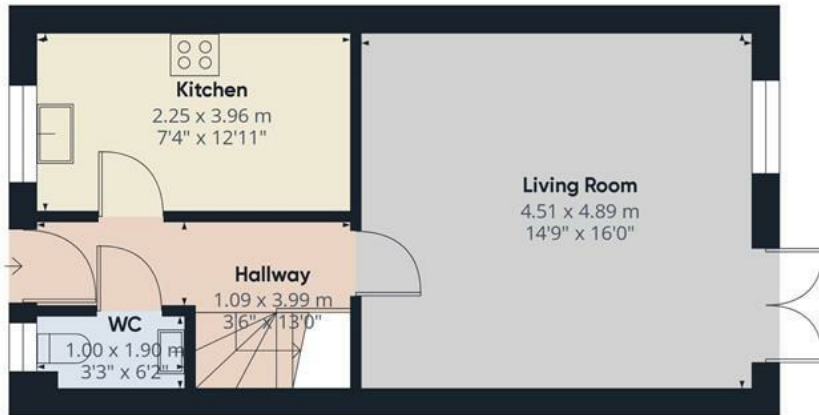 Kitchen
2.25 x 3.96 m
7'4" x 12'11"
Living Room
4.51 x 4.89 m
14'9" x 16'0"
Hallway
1.09 x 3.99 m
3'6" x 13'0"
WC
1.00 x 1.90 m
3'3" x 6'2"